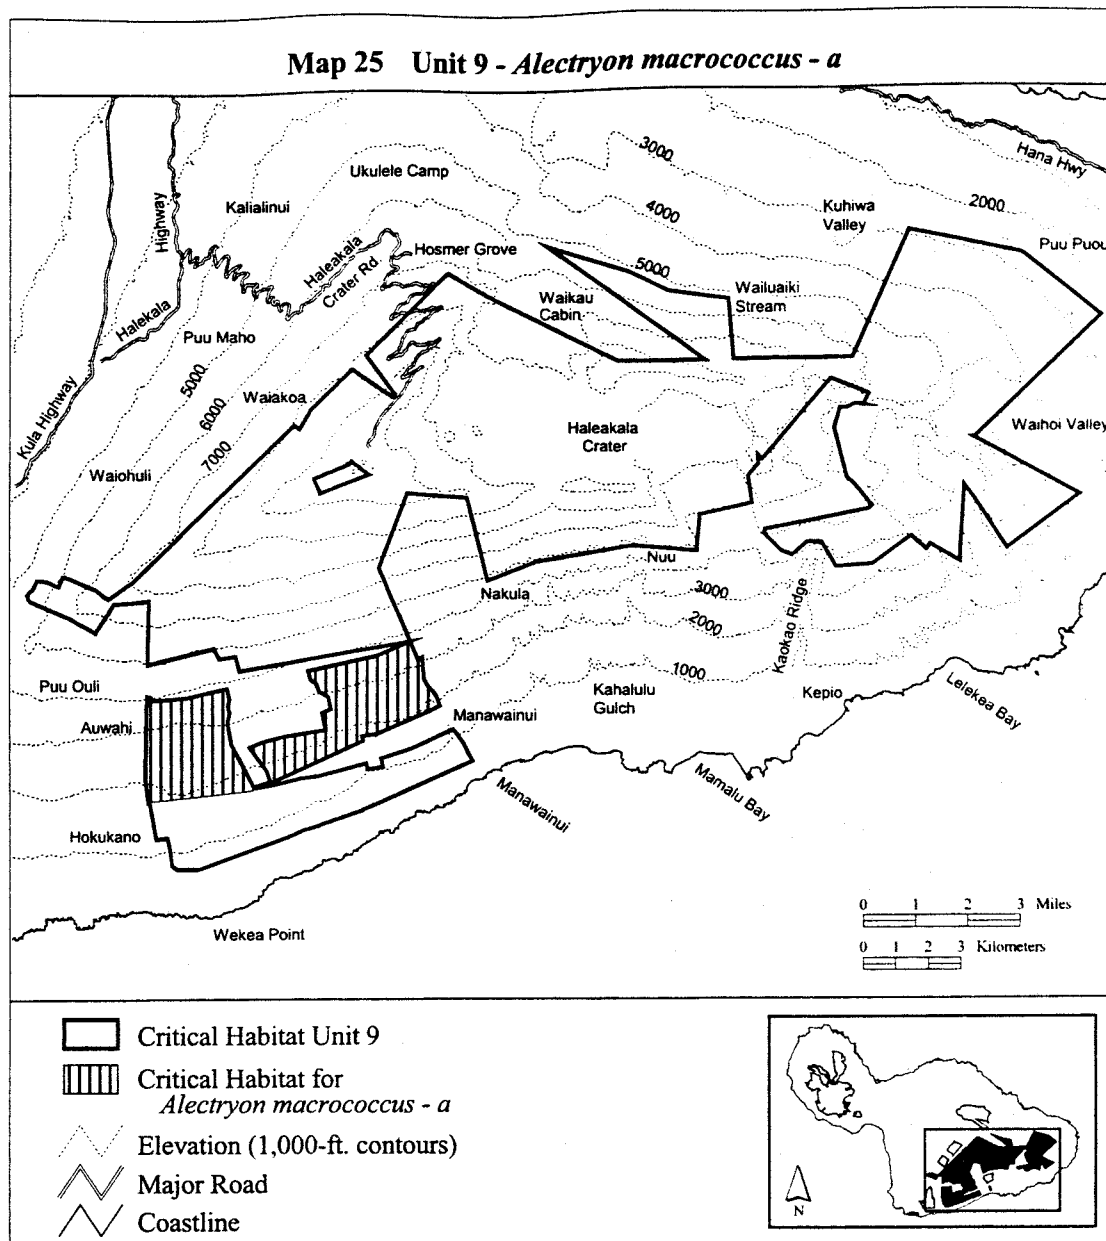 Map 25 Unit 9 - Alectryon macrococcus - a
Hana Hwy
3000
Ukulele Camp
Kalialinui
Highway
4000
Kuhiwa
Valley
2000
Puu Puou
Hosmer Grove
Haleakala
Crater Rd.
5000
Waikau
Cabin
Wailuaiki
Stream
Halekala
Puu Maho
5000
6000
7000
Kula Highway
Waiakoa
Haleakala
Crater
Waihoi Valley
Waiohuli
Nuu
Nakula
3000
2000
1000
Kaokao Ridge
Puu Ouli
Auwahi
Kahalulu
Gulch
Kepio
Lelekea Bay
Manawainui
Manawainui
Mamalu Bay
Hokukano
Wekea Point
0 1 2 3 Miles
0 1 2 3 Kilometers
Critical Habitat Unit 9
Critical Habitat for
Alectryon macrococcus - a
Elevation (1,000-ft. contours)
Major Road
Coastline
N